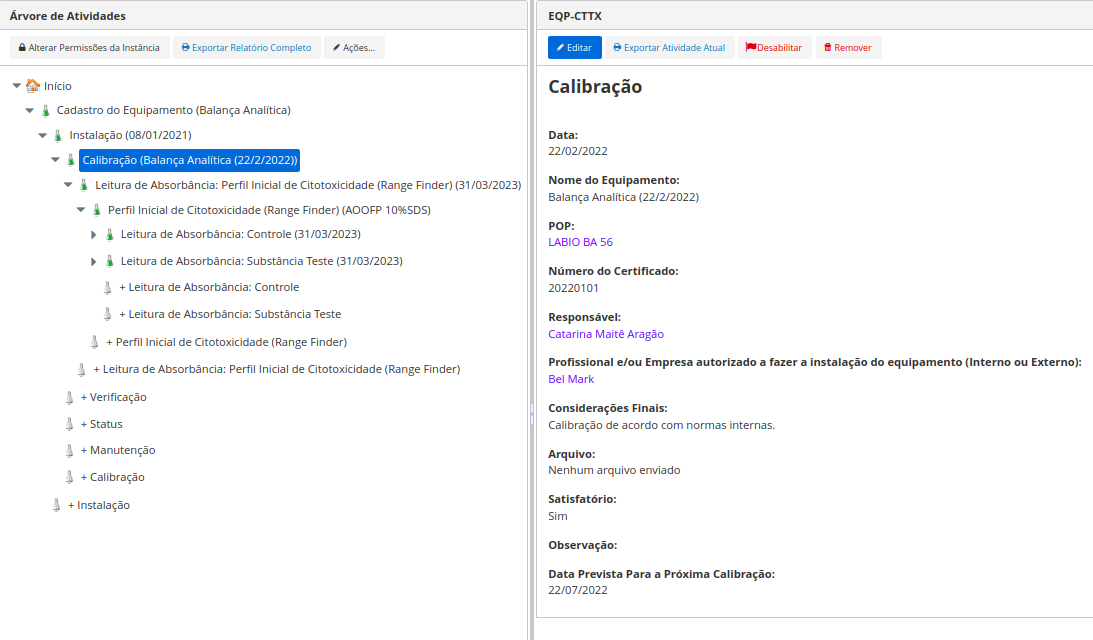 Árvore de Atividades
Alterar Permissões da Instância
Exportar Relatório Completo
Ações...
Início
Cadastro do Equipamento (Balança Analítica)
Instalação (08/01/2021)
Calibração (Balança Analítica (22/2/2022))
Leitura de Absorbância: Perfil Inicial de Citotoxicidade (Range Finder) (31/03/2023)
Perfil Inicial de Citotoxicidade (Range Finder) (AOOFP 10%SDS)
Leitura de Absorbância: Controle (31/03/2023)
Leitura de Absorbância: Substância Teste (31/03/2023)
+ Leitura de Absorbância: Controle
+ Leitura de Absorbância: Substância Teste
+ Perfil Inicial de Citotoxicidade (Range Finder)
+ Leitura de Absorbância: Perfil Inicial de Citotoxicidade (Range Finder)
+ Verificação
+ Status
+ Manutenção
+ Calibração
+ Instalação
EQP-CTTX
Editar
Exportar Atividade Atual
Desabilitar
Remover
Calibração
Data:
22/02/2022
Nome do Equipamento:
Balança Analítica (22/2/2022)
POP:
LABIO BA 56
Número do Certificado:
20220101
Responsável:
Catarina Maitê Aragão
Profissional e/ou Empresa autorizado a fazer a instalação do equipamento (Interno ou Externo):
Bel Mark
Considerações Finais:
Calibração de acordo com normas internas.
Arquivo:
Nenhum arquivo enviado
Satisfatório:
Sim
Observação:
Data Prevista Para a Próxima Calibração:
22/07/2022